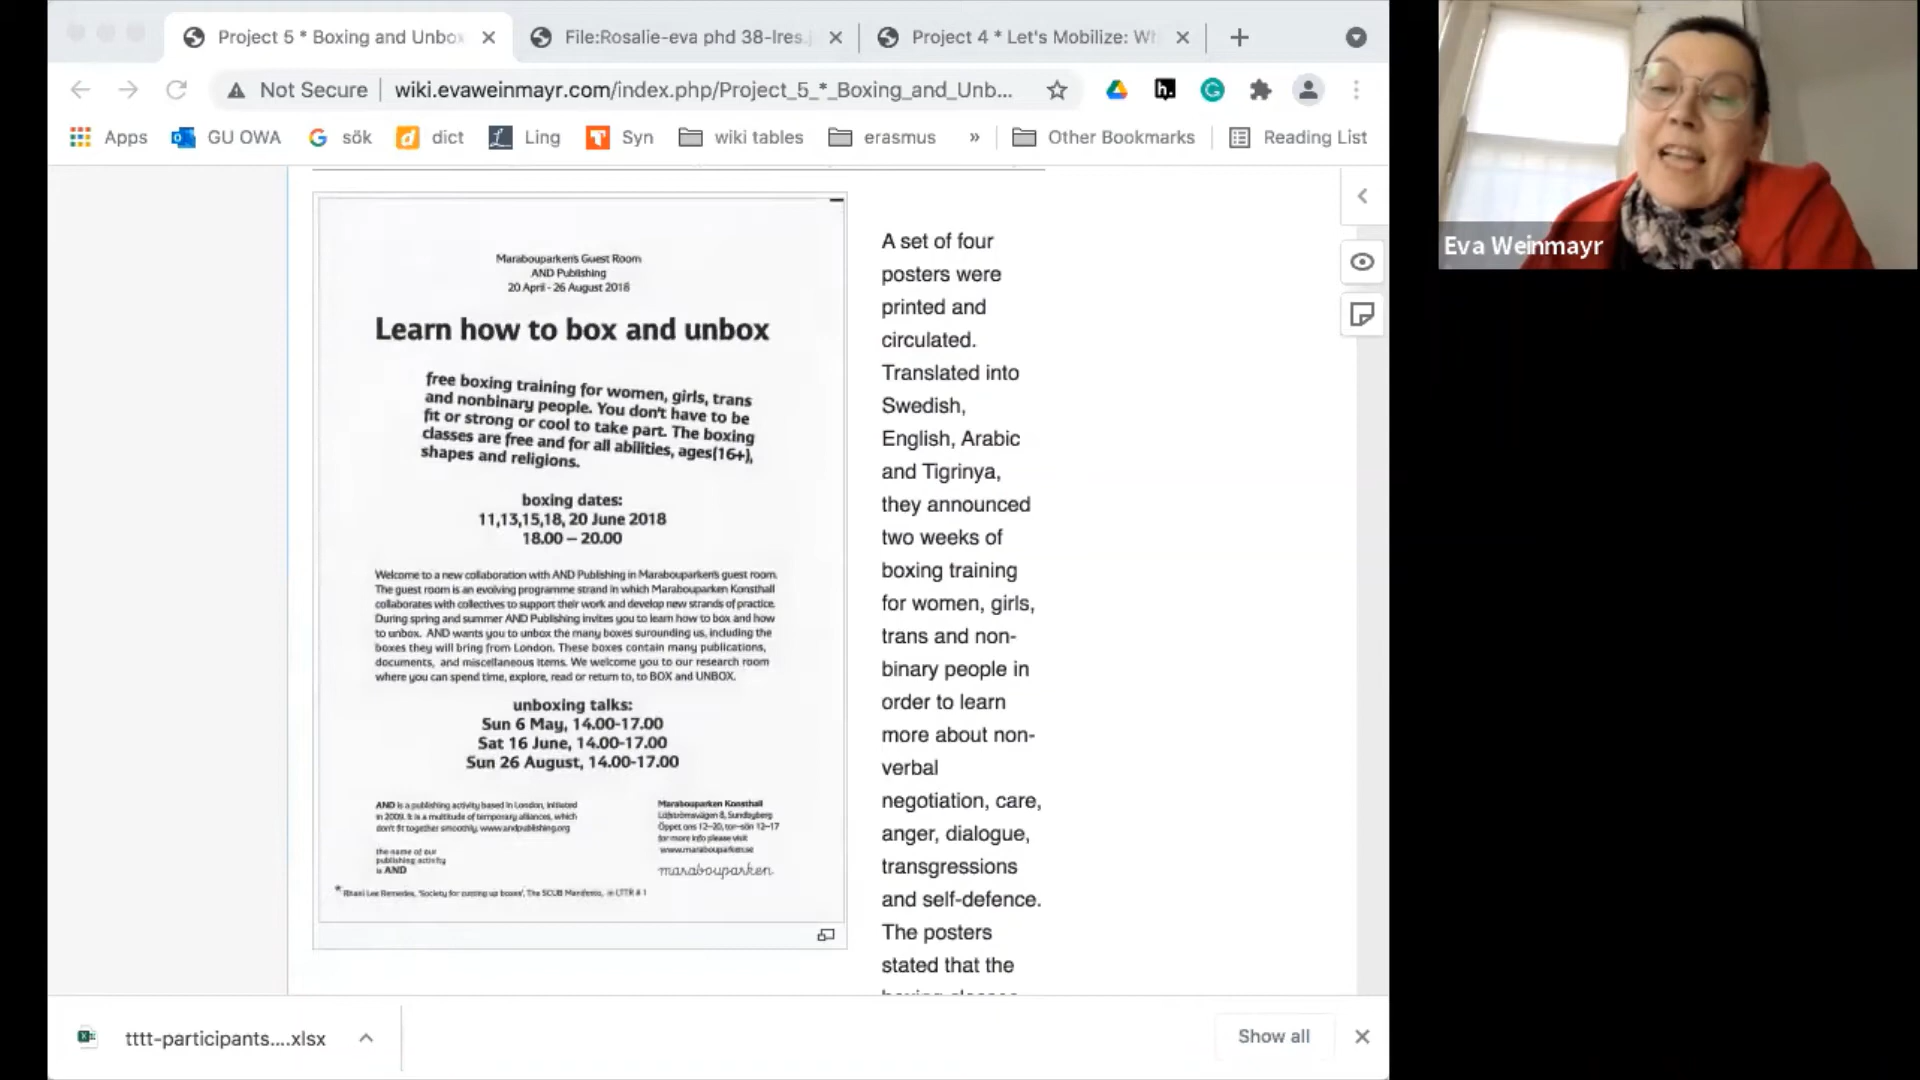 Project 5 * Boxing and Unbo
File:Rosalie-eva phd 38-lres.j
Project 4 * Let's Mobilize: Wh
Not Secure
wiki.evaweinmayr.com/index.php/Project_5_*_Boxing_and_Unb...
Apps
GU OWA
sök
dict
Ling
Syn
wiki tables
erasmus
»
Other Bookmarks
Reading List
Marabouparken's Guest Room
AND Publishing
20 April - 26 August 2018
Learn how to box and unbox
free boxing training for women, girls, trans
and nonbinary people. You don't have to be
fit or strong or cool to take part. The boxing
classes are free and for all abilities, ages(16+),
shapes and religions.
boxing dates:
11,13,15,18, 20 June 2018
18.00 – 20.00
Welcome to a new collaboration with AND Publishing in Marabouparken's guest room.
The guest room is an evolving programme strand in which Marabouparken Konsthall
collaborates with collectives to support their work and develop new strands of practice.
During spring and summer AND Publishing invites you to learn how to box and how
to unbox. AND wants you to unbox the many boxes surounding us, including the
boxes they will bring from London. These boxes contain many publications,
documents, and miscellaneous items. We welcome you to our research room
where you can spend time, explore, read or return to, to BOX and UNBOX.
unboxing talks:
Sun 6 May, 14.00-17.00
Sat 16 June, 14.00-17.00
Sun 26 August, 14.00-17.00
AND is a publishing activity based in London, initiated
in 2009. It is a multitude of temporary alliances, which
don't fit together smoothly. www.andpublishing.org
the name of our
publishing activity
is AND
Marabouparken Konsthall
Löfströmsvägen 8, Sundbyberg
Öppet ons 12–20, tor–sön 12–17
for more info please visit
www.marabouparken.se
marabouparken
* Rhani Lee Remedes, 'Society for cutting up boxes', The SCUB Manifesto, in LTTR # 1
A set of four
posters were
printed and
circulated.
Translated into
Swedish,
English, Arabic
and Tigrinya,
they announced
two weeks of
boxing training
for women, girls,
trans and non-
binary people in
order to learn
more about non-
verbal
negotiation, care,
anger, dialogue,
transgressions
and self-defence.
The posters
stated that the
boxing classes
tttt-participants....xlsx
Show all
Eva Weinmayr